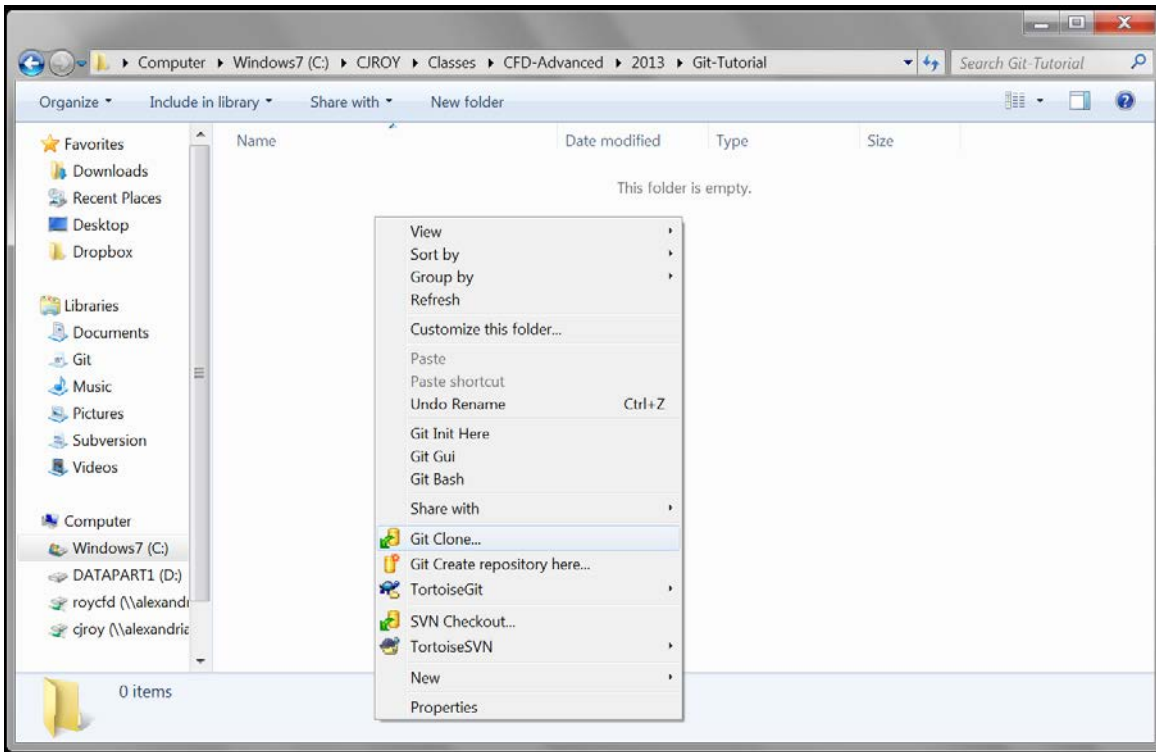 Computer Windows7 (C:) CJROY Classes CFD-Advanced 2013 Git-Tutorial
Search Git-Tutorial
Organize Include in library Share with New folder
Favorites
Downloads
Recent Places
Desktop
Dropbox
Libraries
Documents
Git
Music
Pictures
Subversion
Videos
Computer
Windows7 (C:)
DATAPART1 (D:)
roycfd (\\alexandri
cjroy (\\alexandria
Name Date modified Type Size
This folder is empty.
View
Sort by
Group by
Refresh
Customize this folder...
Paste
Paste shortcut
Undo Rename Ctrl+Z
Git Init Here
Git Gui
Git Bash
Share with
Git Clone...
Git Create repository here...
TortoiseGit
SVN Checkout...
TortoiseSVN
New
Properties
0 items